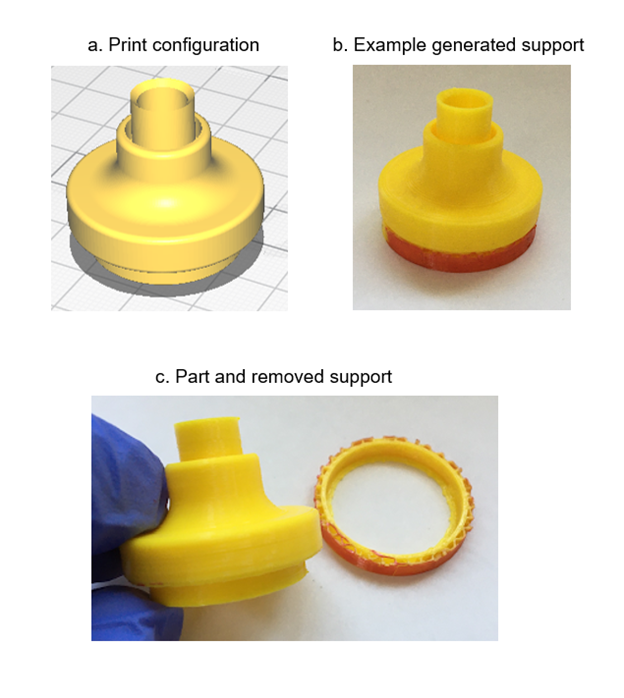 a. Print configuration
b. Example generated support
c. Part and removed support